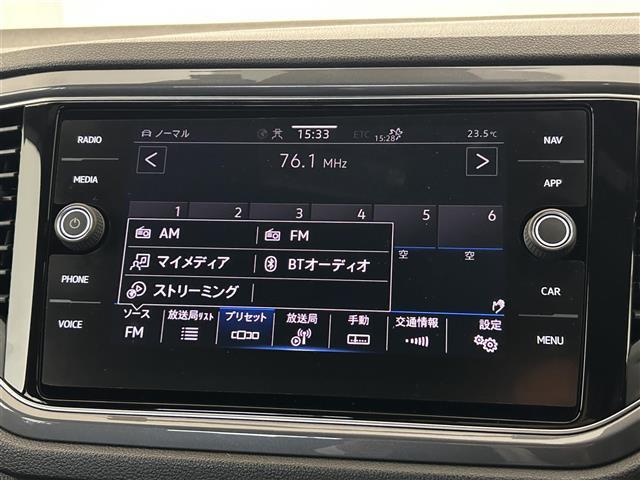 RADIO
MEDIA
PHONE
VOICE
ノーマル
15:33
ETC
15:28
23.5℃
76.1 MHz
1 2 3 4 5 6
空 空
AM
FM
マイメディア
BTオーディオ
ストリーミング
ソース
FM
放送局リスト
プリセット
放送局
手動
交通情報
設定
NAV
APP
CAR
MENU